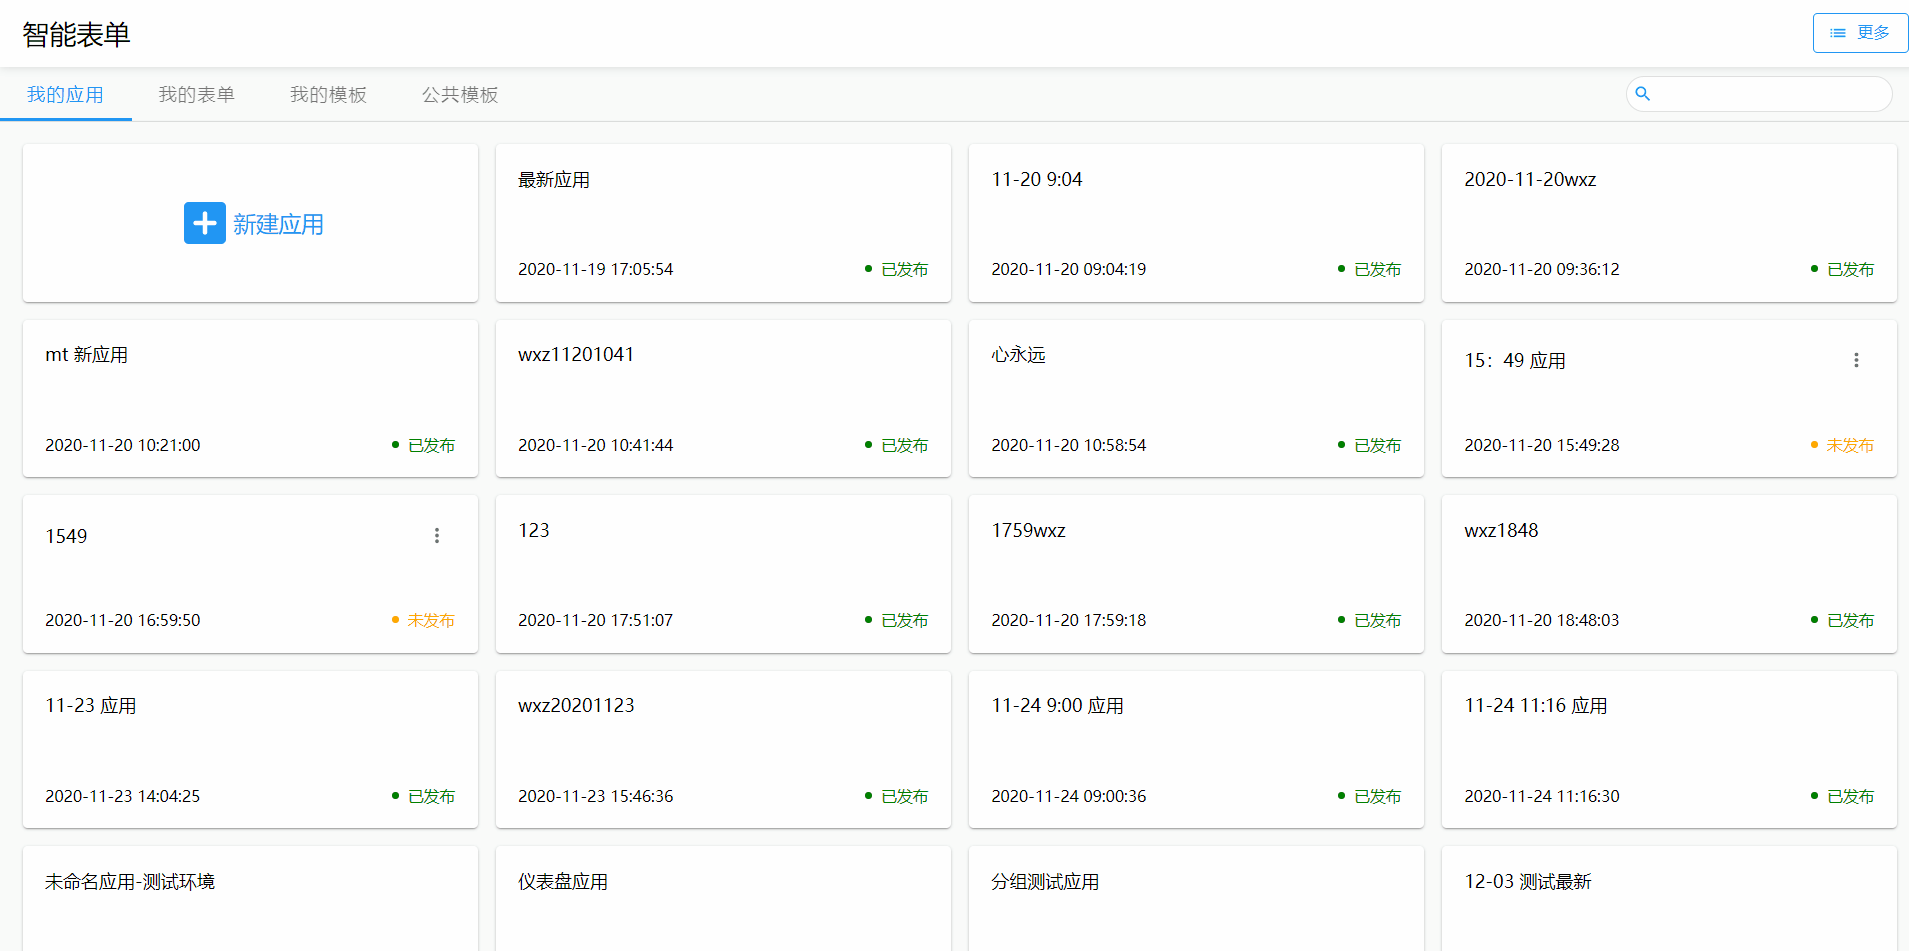 智能表单
更多
我的应用
我的表单
我的模板
公共模板
新建应用
最新应用
2020-11-19 17:05:54
已发布
11-20 9:04
2020-11-20 09:04:19
已发布
2020-11-20wxz
2020-11-20 09:36:12
已发布
mt 新应用
2020-11-20 10:21:00
已发布
wxz11201041
2020-11-20 10:41:44
已发布
心永远
2020-11-20 10:58:54
已发布
15：49 应用
2020-11-20 15:49:28
未发布
1549
2020-11-20 16:59:50
未发布
123
2020-11-20 17:51:07
已发布
1759wxz
2020-11-20 17:59:18
已发布
wxz1848
2020-11-20 18:48:03
已发布
11-23 应用
2020-11-23 14:04:25
已发布
wxz20201123
2020-11-23 15:46:36
已发布
11-24 9:00 应用
2020-11-24 09:00:36
已发布
11-24 11:16 应用
2020-11-24 11:16:30
已发布
未命名应用-测试环境
仪表盘应用
分组测试应用
12-03 测试最新